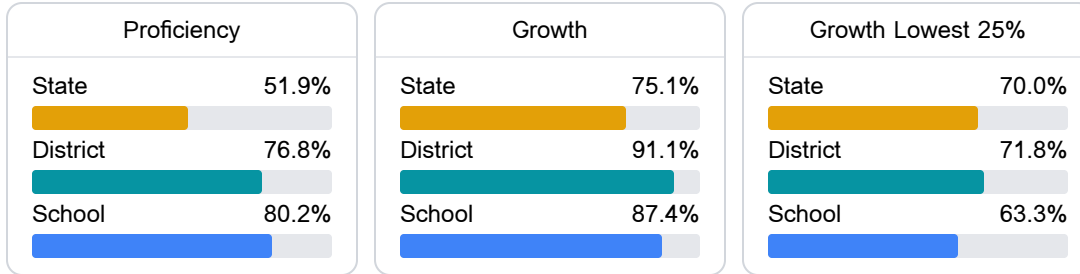 Proficiency
State 51.9%
District 76.8%
School 80.2%
Growth
State 75.1%
District 91.1%
School 87.4%
Growth Lowest 25%
State 70.0%
District 71.8%
School 63.3%